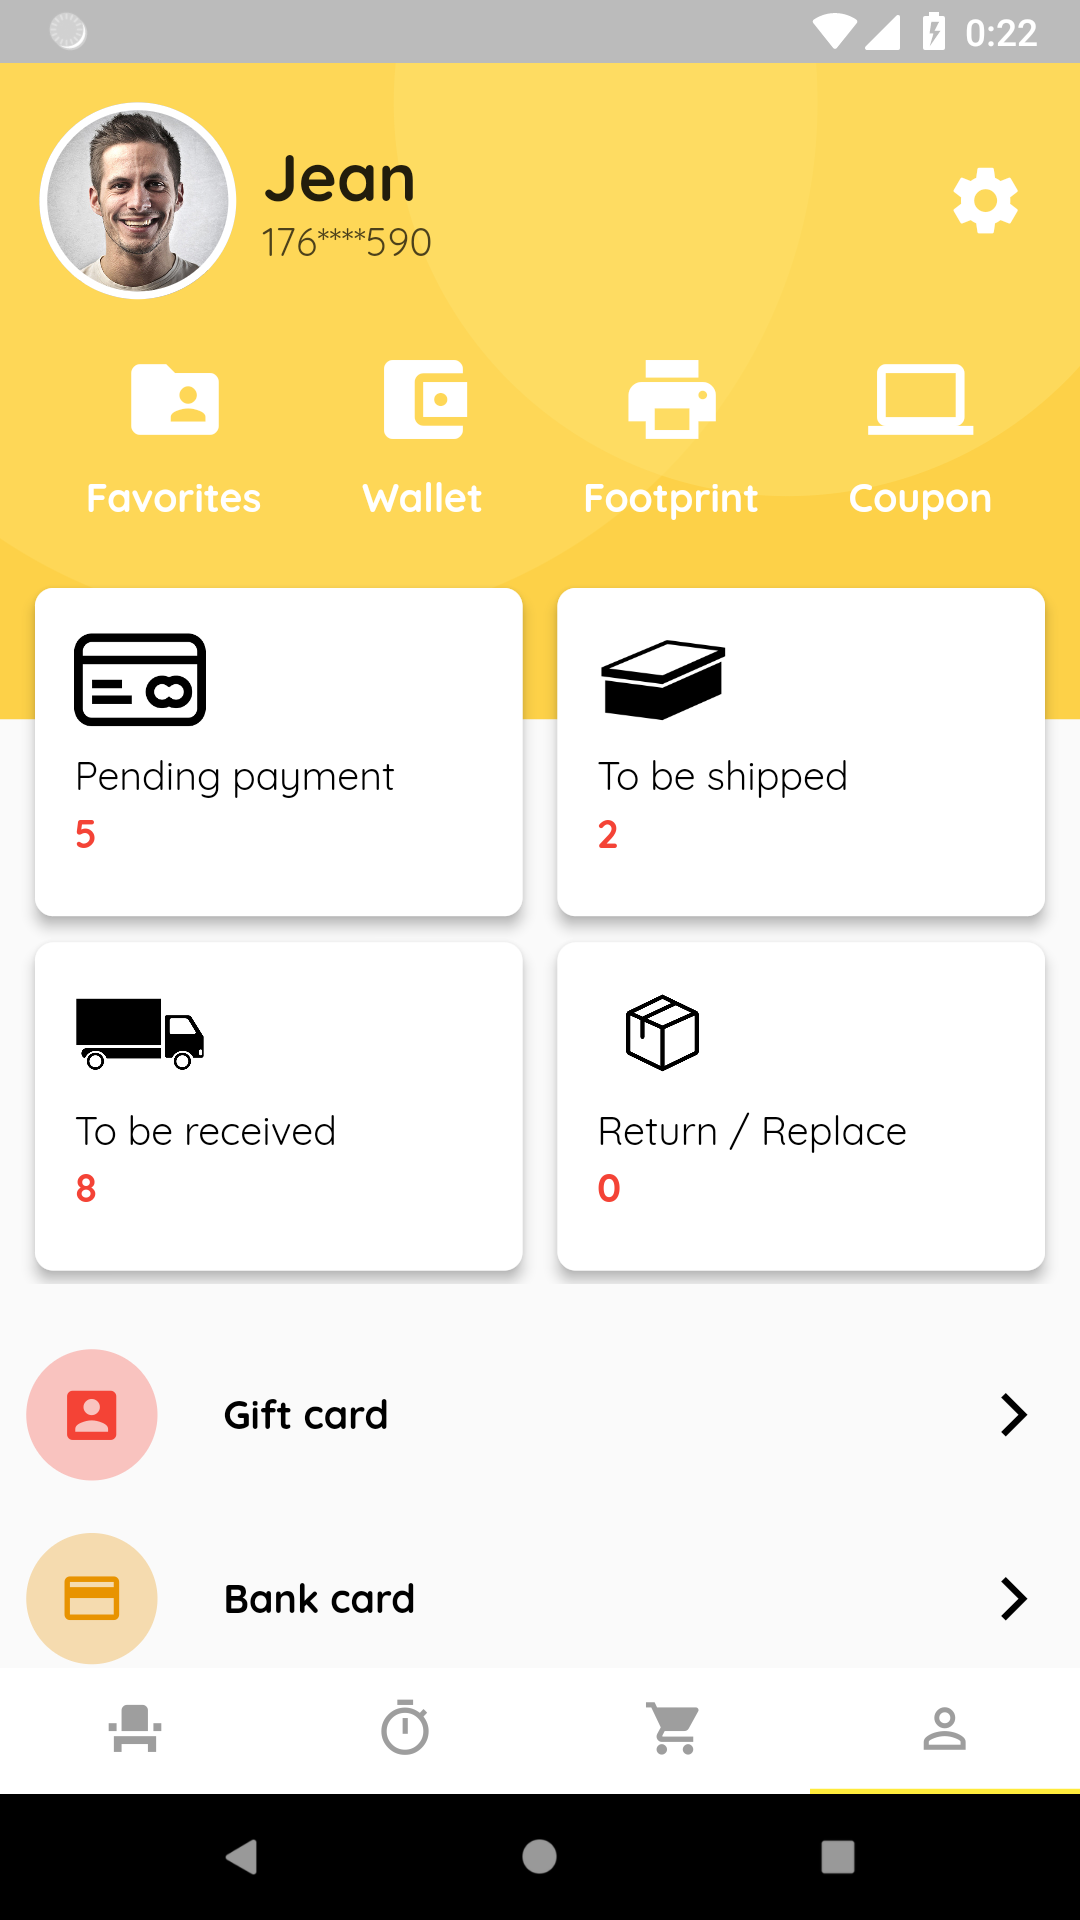 0:22
Jean
176****590
Favorites
Wallet
Footprint
Coupon
Pending payment
5
To be shipped
2
To be received
8
Return / Replace
0
Gift card
Bank card